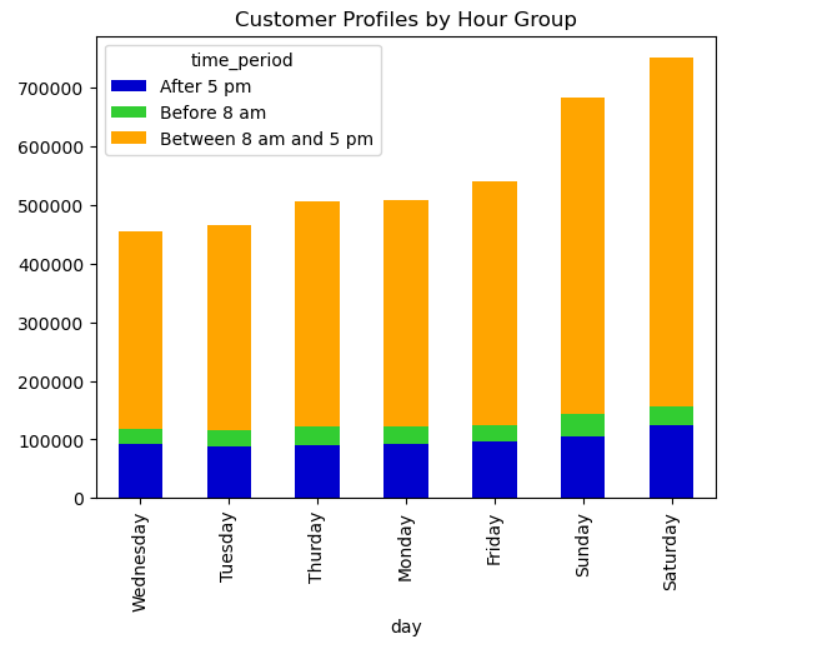 Customer Profiles by Hour Group
time_period
After 5 pm
Before 8 am
Between 8 am and 5 pm
700000
600000
500000
400000
300000
200000
100000
0
Wednesday
Tuesday
Thurday
Monday
Friday
Sunday
Saturday
day